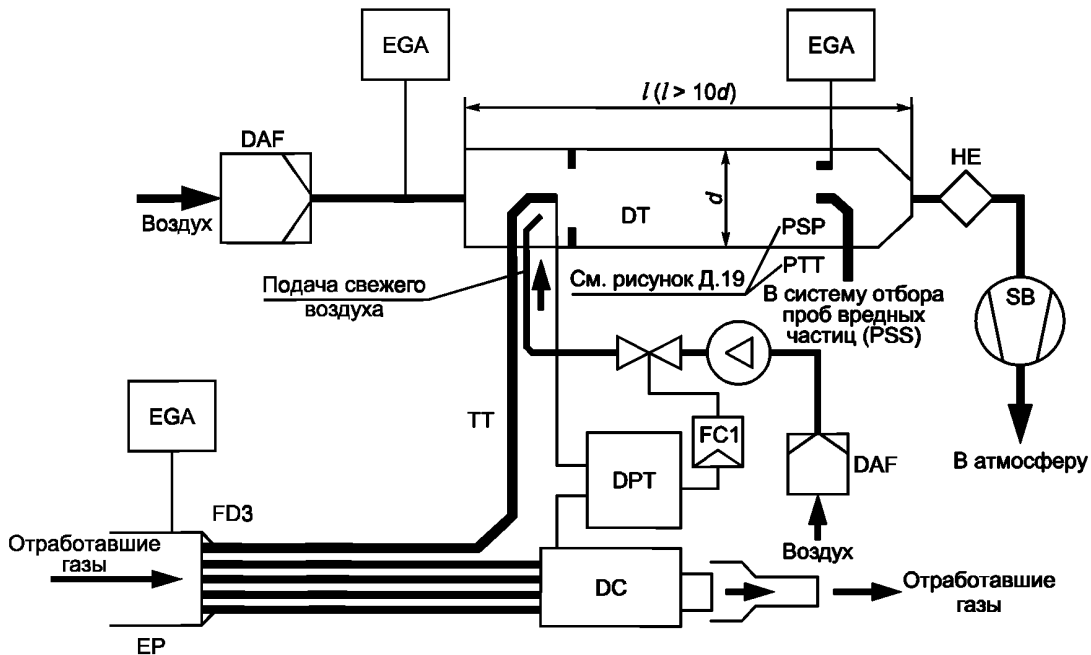 EGA
EGA
l (l > 10d)
DAF
HE
Воздух
DT
d
PSP
Подача свежего
воздуха
См. рисунок Д.19
PTT
В систему отбора
проб вредных
частиц (PSS)
SB
EGA
TT
FC1
DPT
DAF
В атмосферу
FD3
Отработавшие
газы
Воздух
DC
Отработавшие
газы
EP